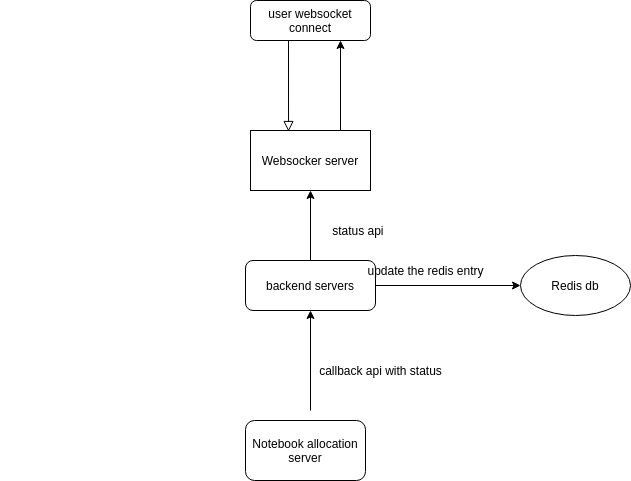 user websocket
connect
Websocker server
status api
update the redis entry
backend servers
Redis db
callback api with status
Notebook allocation
server